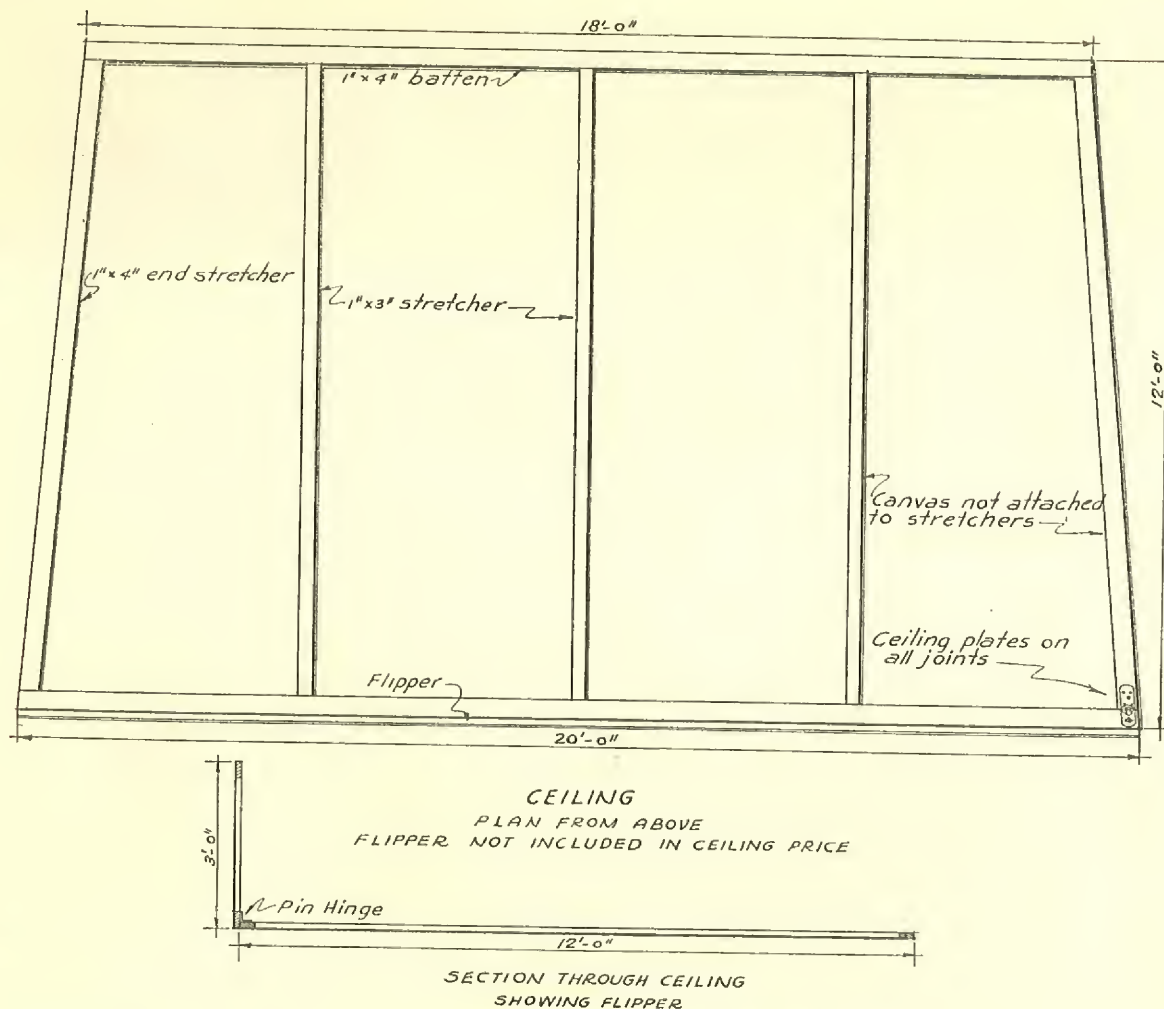 18'-0"
1"x4" batten
1"x4" end stretcher
1"x3" stretcher
12'-0"
Canvas not attached
to stretchers
Ceiling plates on
all joints
Flipper
20'-0"
CEILING
PLAN FROM ABOVE
FLIPPER NOT INCLUDED IN CEILING PRICE
3'-0"
Pin Hinge
12'-0"
SECTION THROUGH CEILING
SHOWING FLIPPER